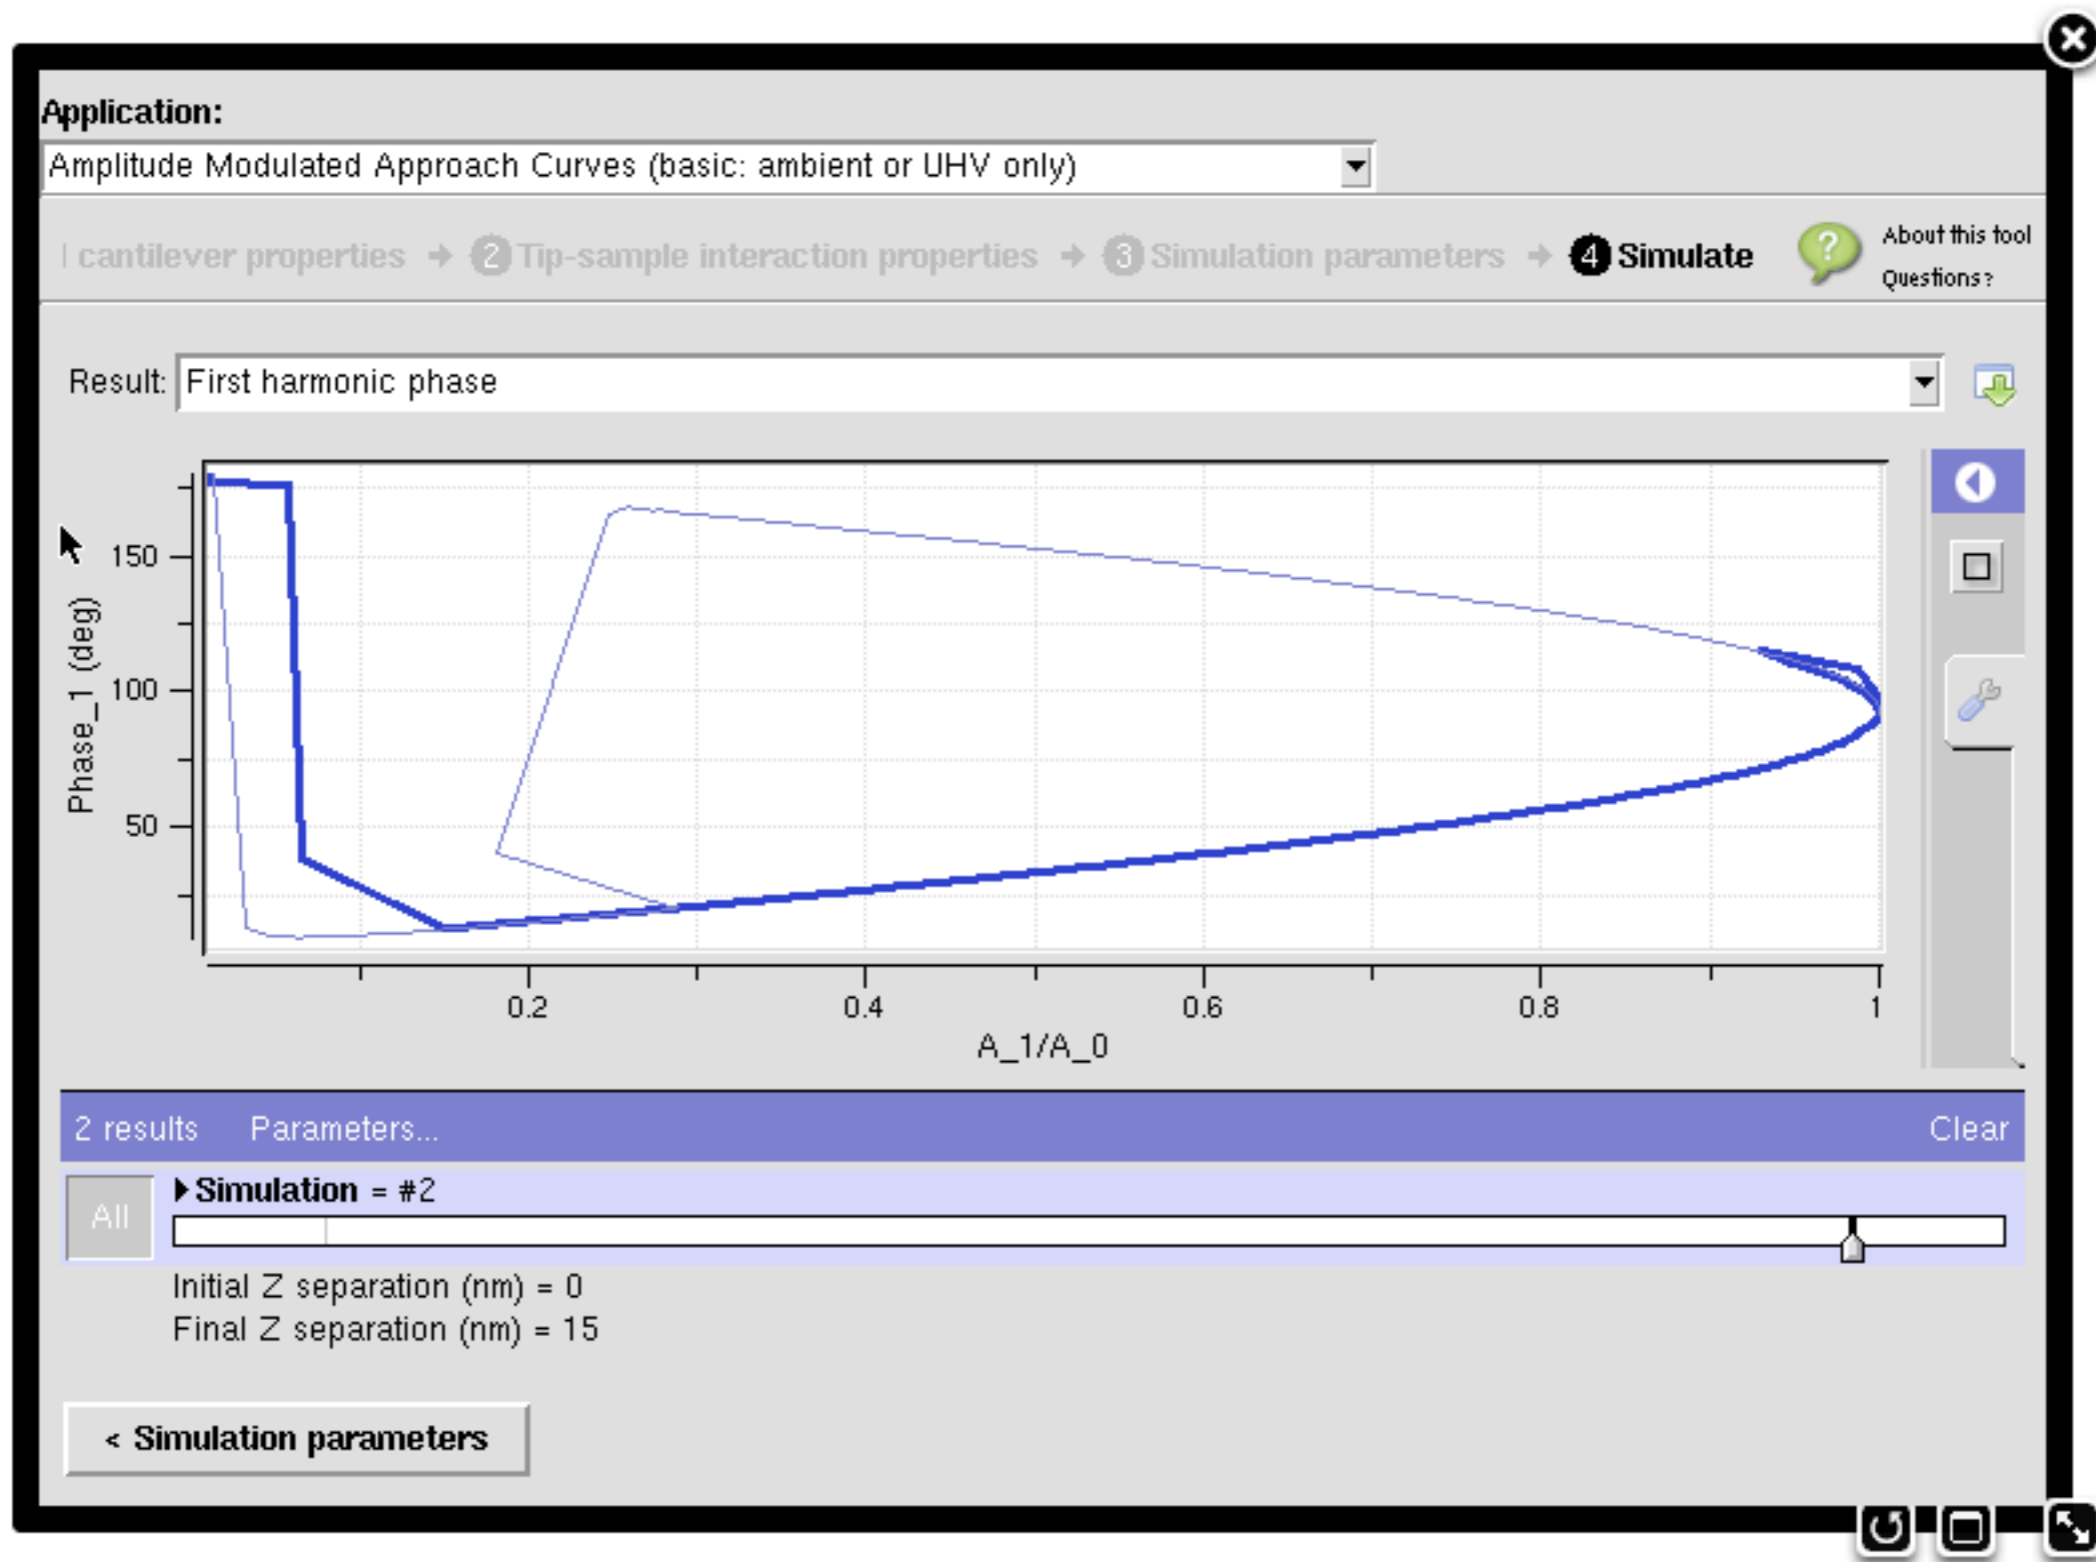 Application:
Amplitude Modulated Approach Curves (basic: ambient or UHV only)
cantilever properties → 2 Tip-sample interaction properties → 3 Simulation parameters → 4 Simulate
? About this tool
Questions?
Result: First harmonic phase
150
100
50
Phase_1 (deg)
0.2 0.4 0.6 0.8 1
A_1/A_0
2 results Parameters... Clear
All
Simulation = #2
Initial Z separation (nm) = 0
Final Z separation (nm) = 15
< Simulation parameters